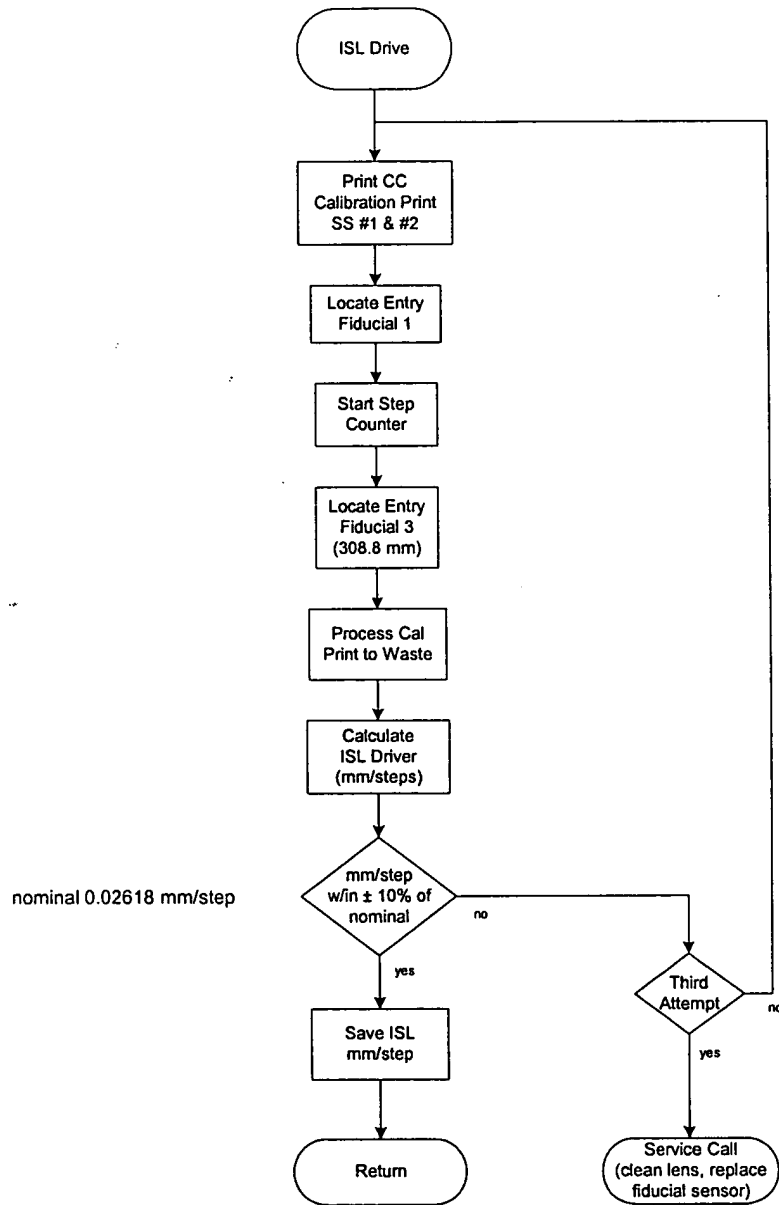 ISL Drive
Print CC
Calibration Print
SS #1 & #2
Locate Entry
Fiducial 1
Start Step
Counter
Locate Entry
Fiducial 3
(308.8 mm)
Process Cal
Print to Waste
Calculate
ISL Driver
(mm/steps)
nominal 0.02618 mm/step
mm/step
w/in ± 10% of
nominal
no
yes
Third
Attempt
no
yes
Save ISL
mm/step
Return
Service Call
(clean lens, replace
fiducial sensor)